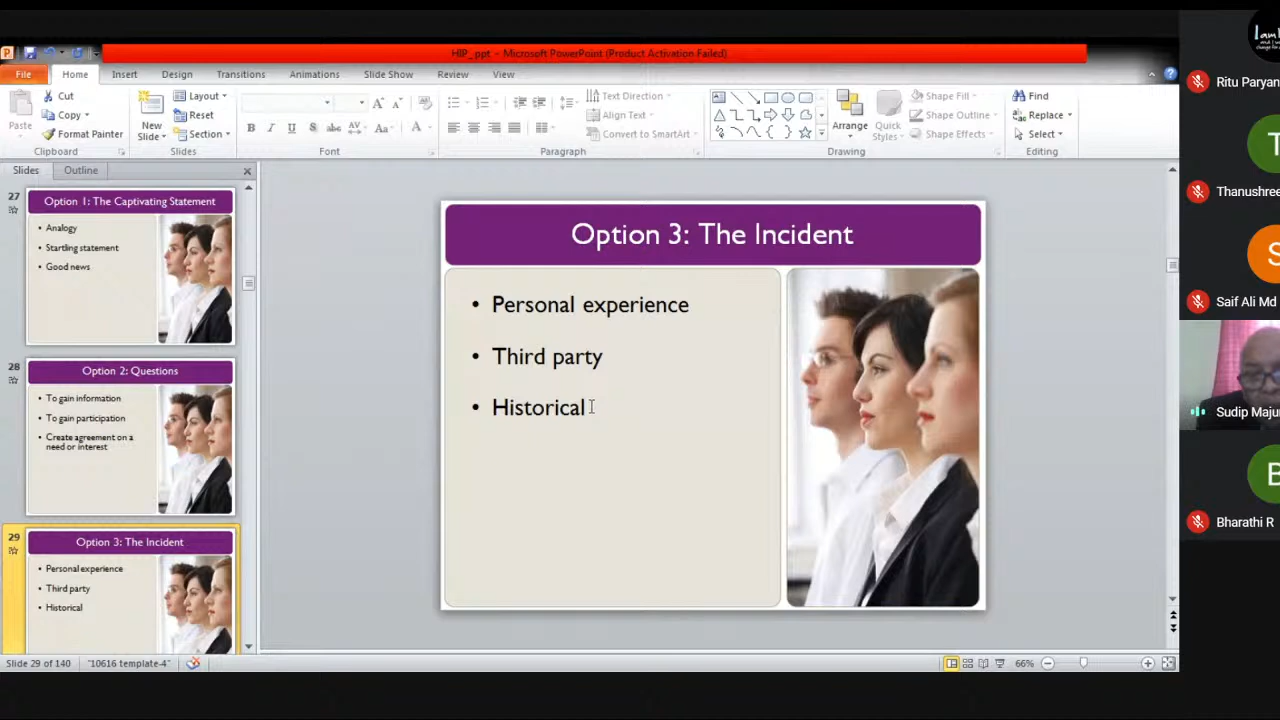 HIP_.ppt - Microsoft PowerPoint (Product Activation Failed)
File Home Insert Design Transitions Animations Slide Show Review View
Paste
Cut
Copy
Format Painter
Clipboard
New
Slide
Layout
Reset
Section
Slides
Font
Text Direction
Align Text
Convert to SmartArt
Paragraph
Arrange
Quick
Styles
Shape Fill
Shape Outline
Shape Effects
Drawing
Find
Replace
Select
Editing
Slides Outline
27
Option 1: The Captivating Statement
• Analogy
• Startling statement
• Good news
28
Option 2: Questions
• To gain information
• To gain participation
• Create agreement on a
need or interest
29
Option 3: The Incident
• Personal experience
• Third party
• Historical
Option 3: The Incident
• Personal experience
• Third party
• Historical
Slide 29 of 140 "10616 template-4" 66%
I am
Ritu Paryan
T
Thanushree
S
Saif Ali Md
Sudip Majur
B
Bharathi R